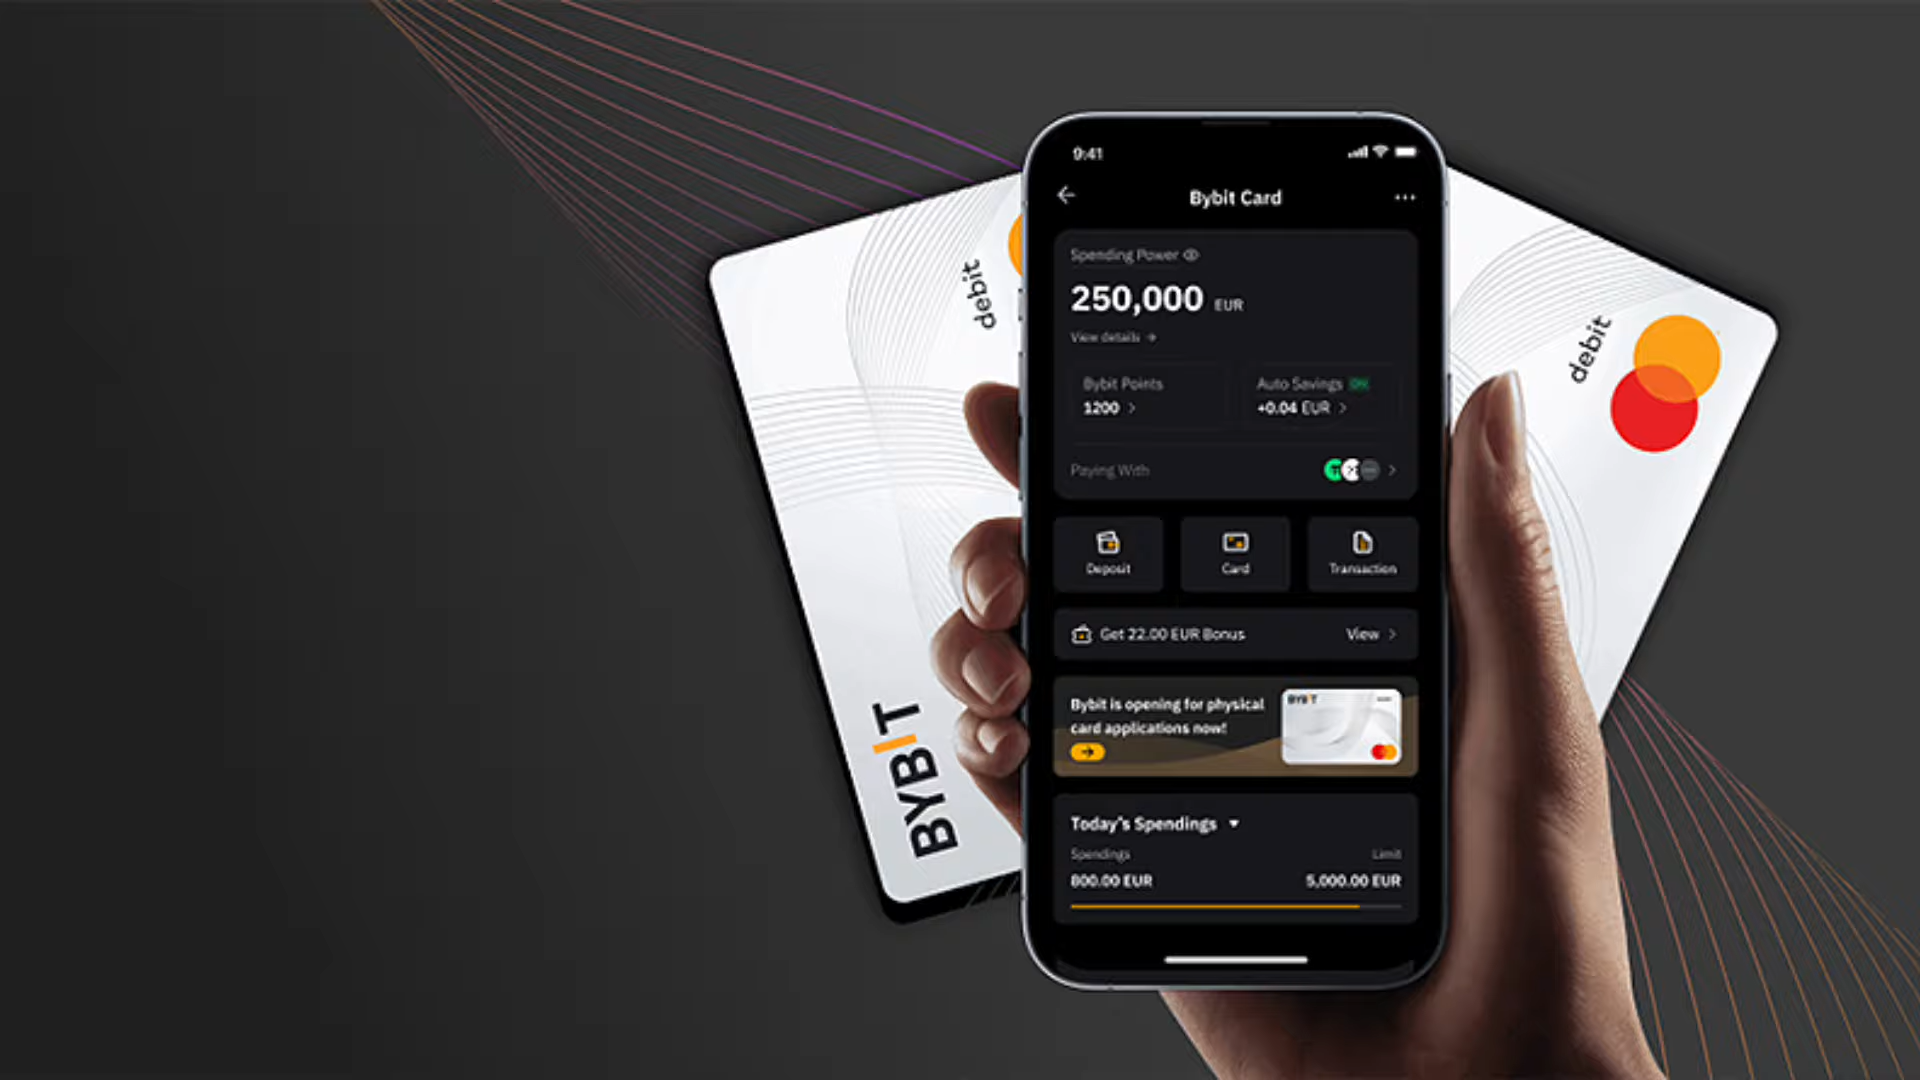 9:41
Bybit Card
Spending Power
250,000 EUR
View details
Bybit Points
1200
Auto Savings ON
+0.04 EUR
Paying With
Deposit
Card
Transaction
Get 22.00 EUR Bonus
View
Bybit is opening for physical
card applications now!
BYBIT
Today's Spendings
Spendings
Limit
800.00 EUR
5,000.00 EUR
debit
BYBIT
debit